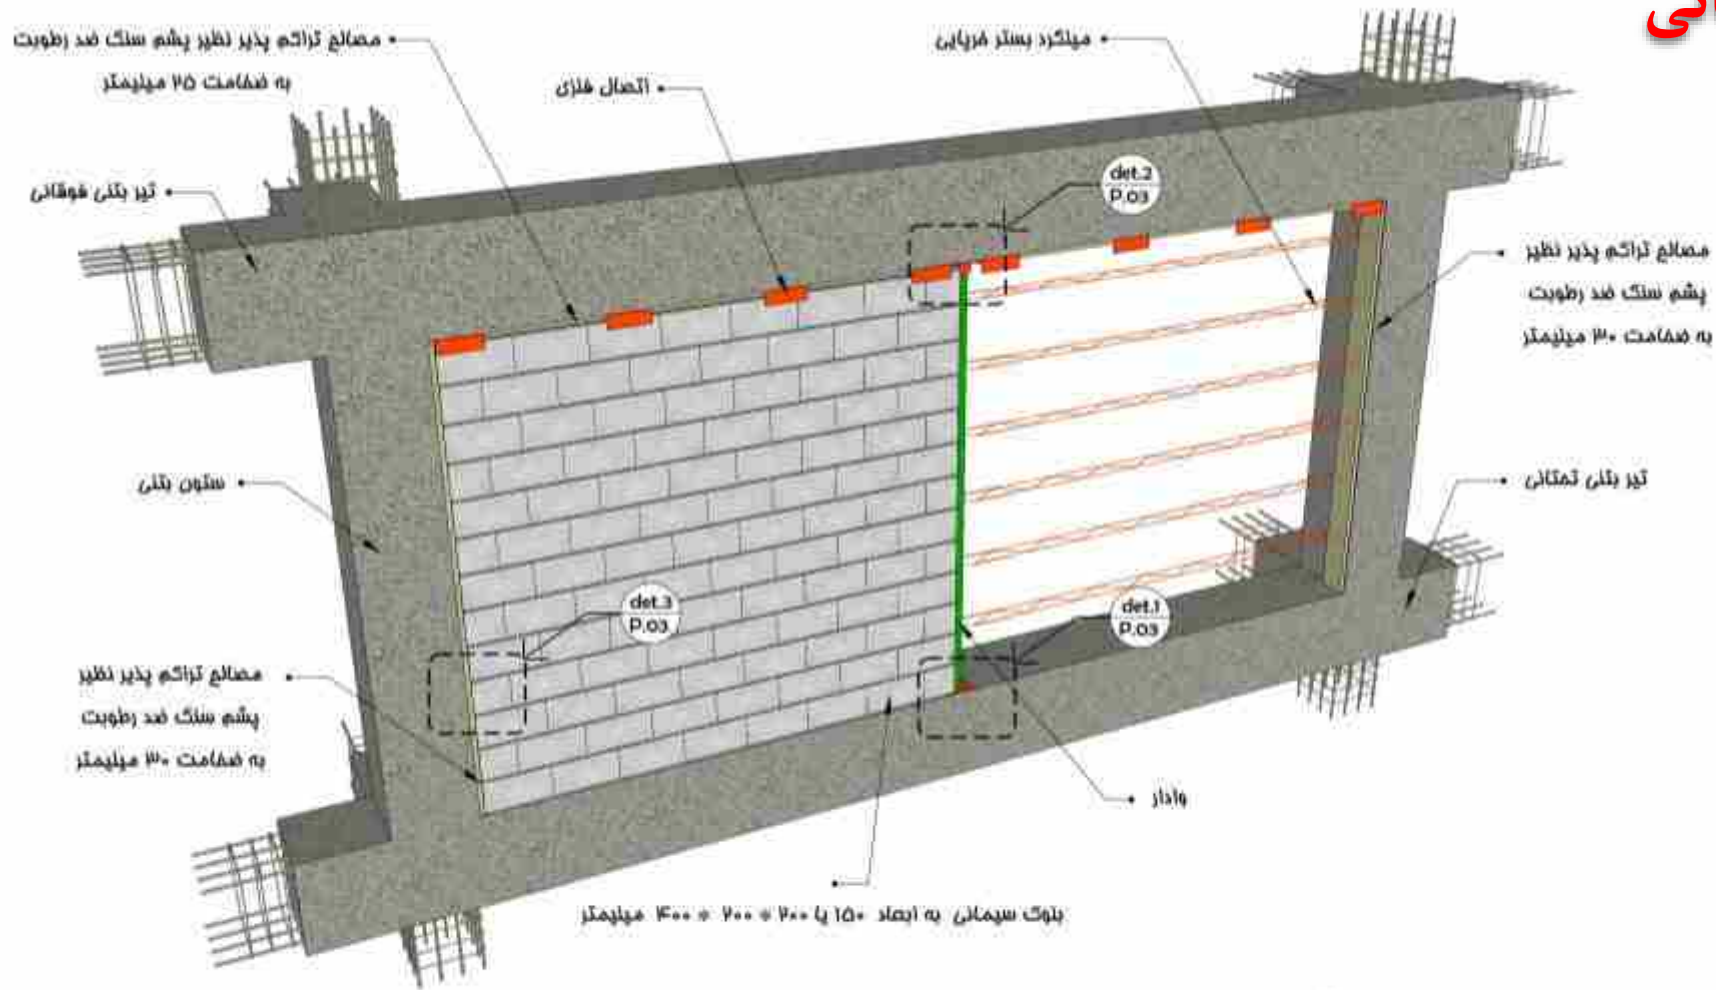 مصالح تراکم پذیر نظیر پشم سنگ ضد رطوبت
به ضخامت ۲۵ میلیمتر
اتصال فلزی
میلگرد بستر خرپایی
تیر بتنی فوقانی
det.2
P.03
مصالح تراکم پذیر نظیر
پشم سنگ ضد رطوبت
به ضخامت ۳۰ میلیمتر
ستون بتنی
تیر بتنی تحتانی
det.3
P.03
det.1
P.03
مصالح تراکم پذیر نظیر
پشم سنگ ضد رطوبت
به ضخامت ۳۰ میلیمتر
وادار
بلوک سیمانی به ابعاد ۱۵۰ یا ۲۰۰ * ۲۰۰ * ۴۰۰ میلیمتر